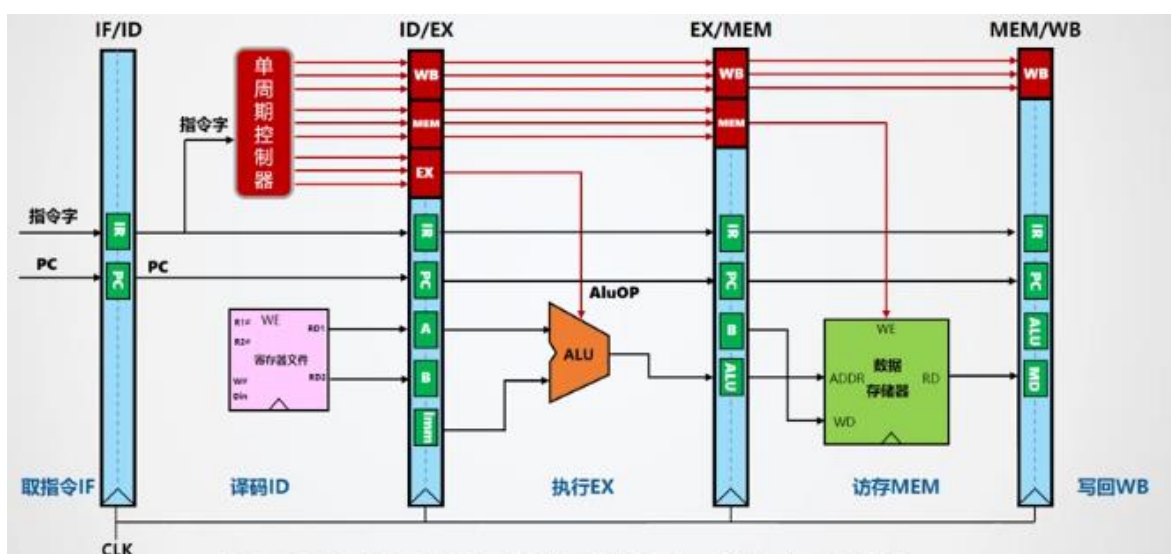 IF/ID
ID/EX
EX/MEM
MEM/WB
单周期控制器
WB
WB
WB
指令字
MEM
MEM
EX
指令字
IR
IR
IR
IR
PC
PC
PC
PC
PC
PC
AluOP
R1#
WE
RD1
R2#
寄存器文件
W#
RD2
Din
A
B
Imm
ALU
B
ALU
WE
数据
存储器
ADDR
RD
WD
ALU
MD
取指令IF
译码ID
执行EX
访存MEM
写回WB
CLK